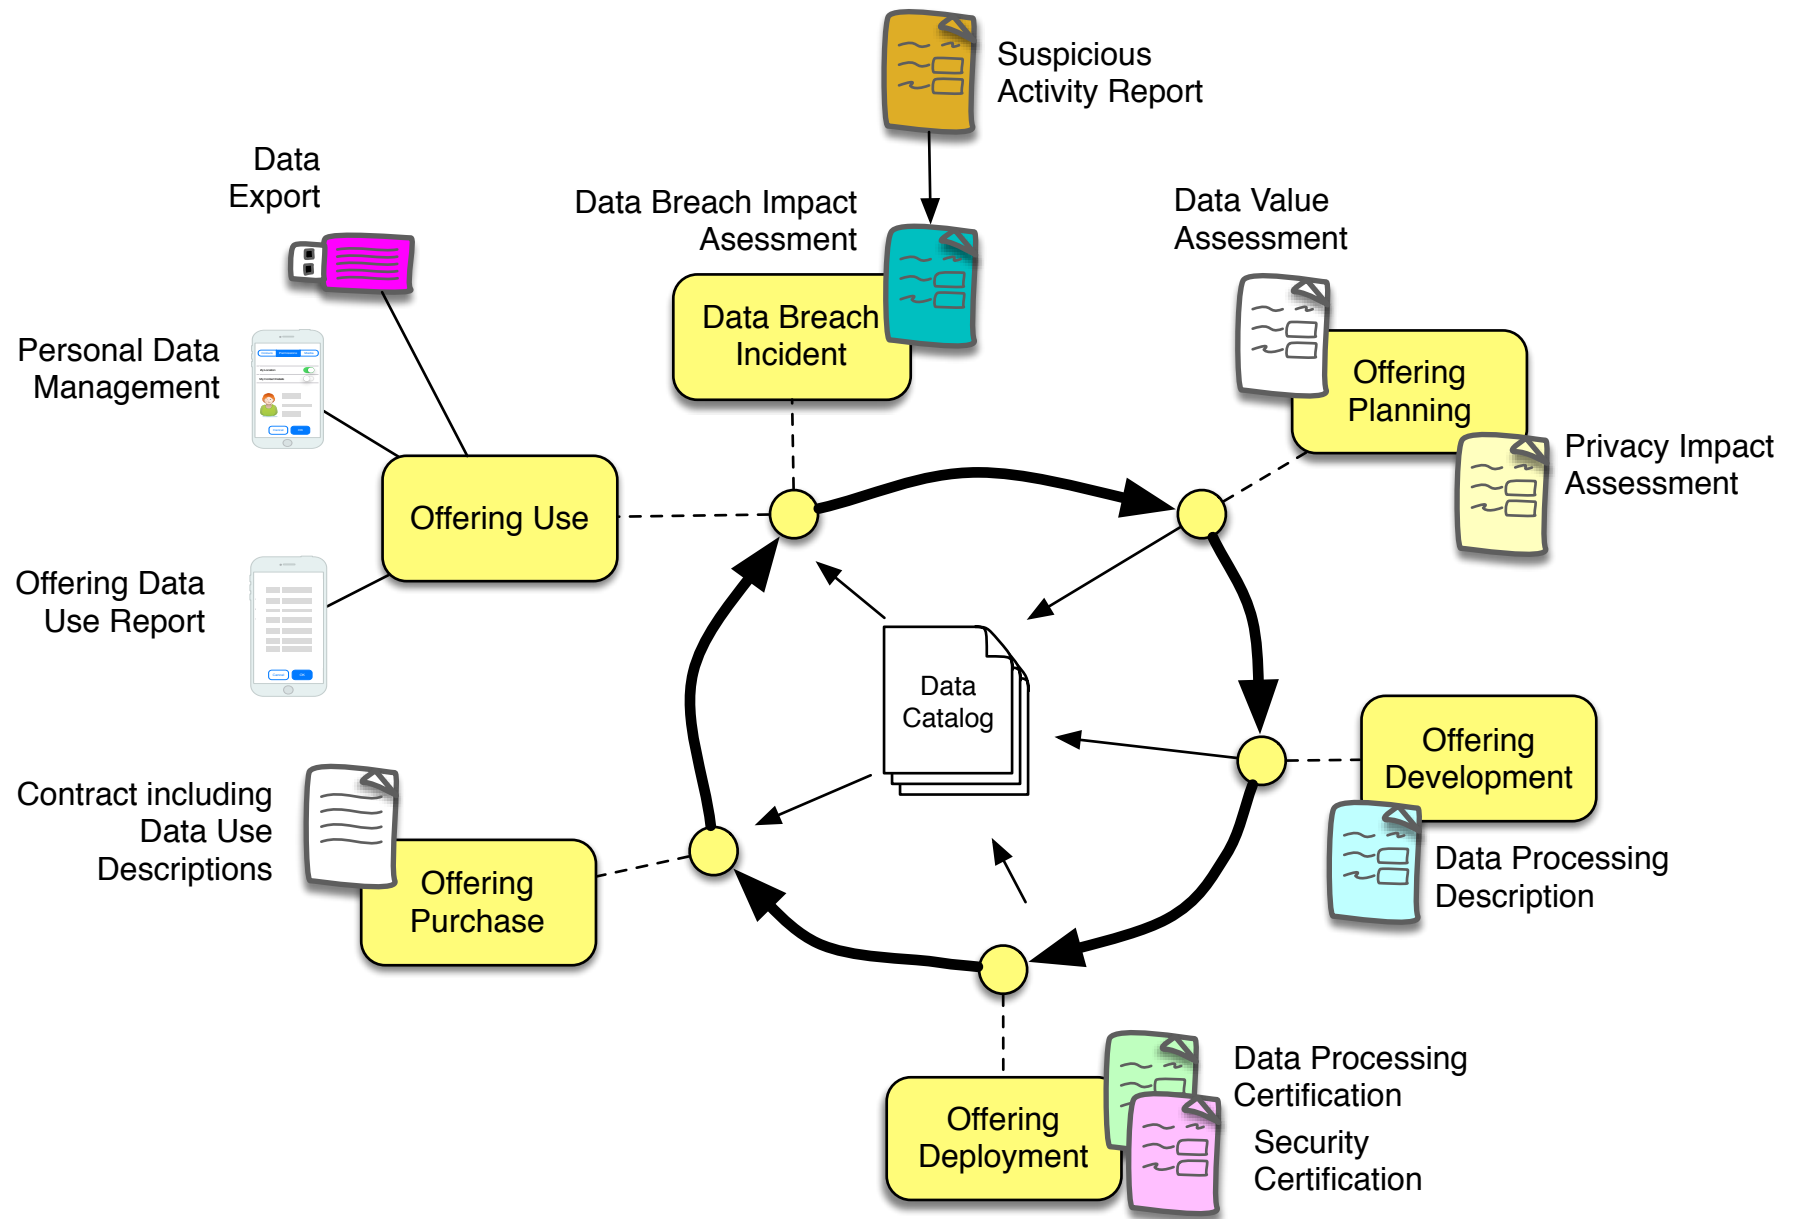 Suspicious
Activity Report
Data
Export
Data Breach Impact
Asessment
Data Value
Assessment
Data Breach
Incident
Personal Data
Management
Offering
Planning
Privacy Impact
Assessment
Offering Use
Offering Data
Use Report
Data
Catalog
Offering
Development
Contract including
Data Use
Descriptions
Data Processing
Description
Offering
Purchase
Data Processing
Certification
Offering
Deployment
Security
Certification